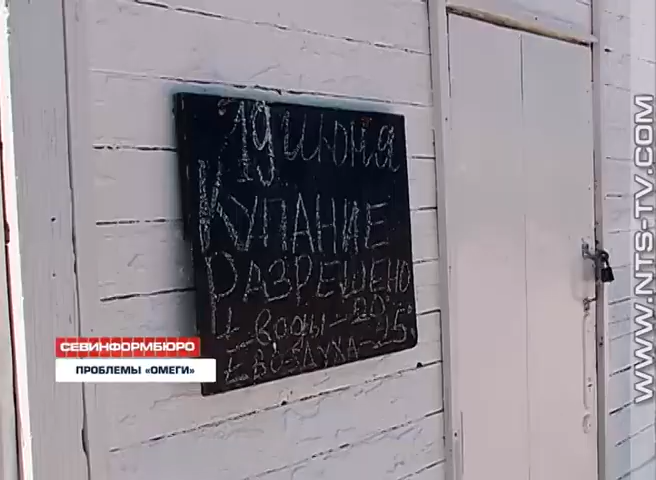 19 июня
КУПАНИЕ
РАЗРЕШЕНО
t воды - 20°
t воздуха - 25°
СЕВИНФОРМБЮРО
ПРОБЛЕМЫ «ОМЕГИ»
WWW.NTS-TV.COM